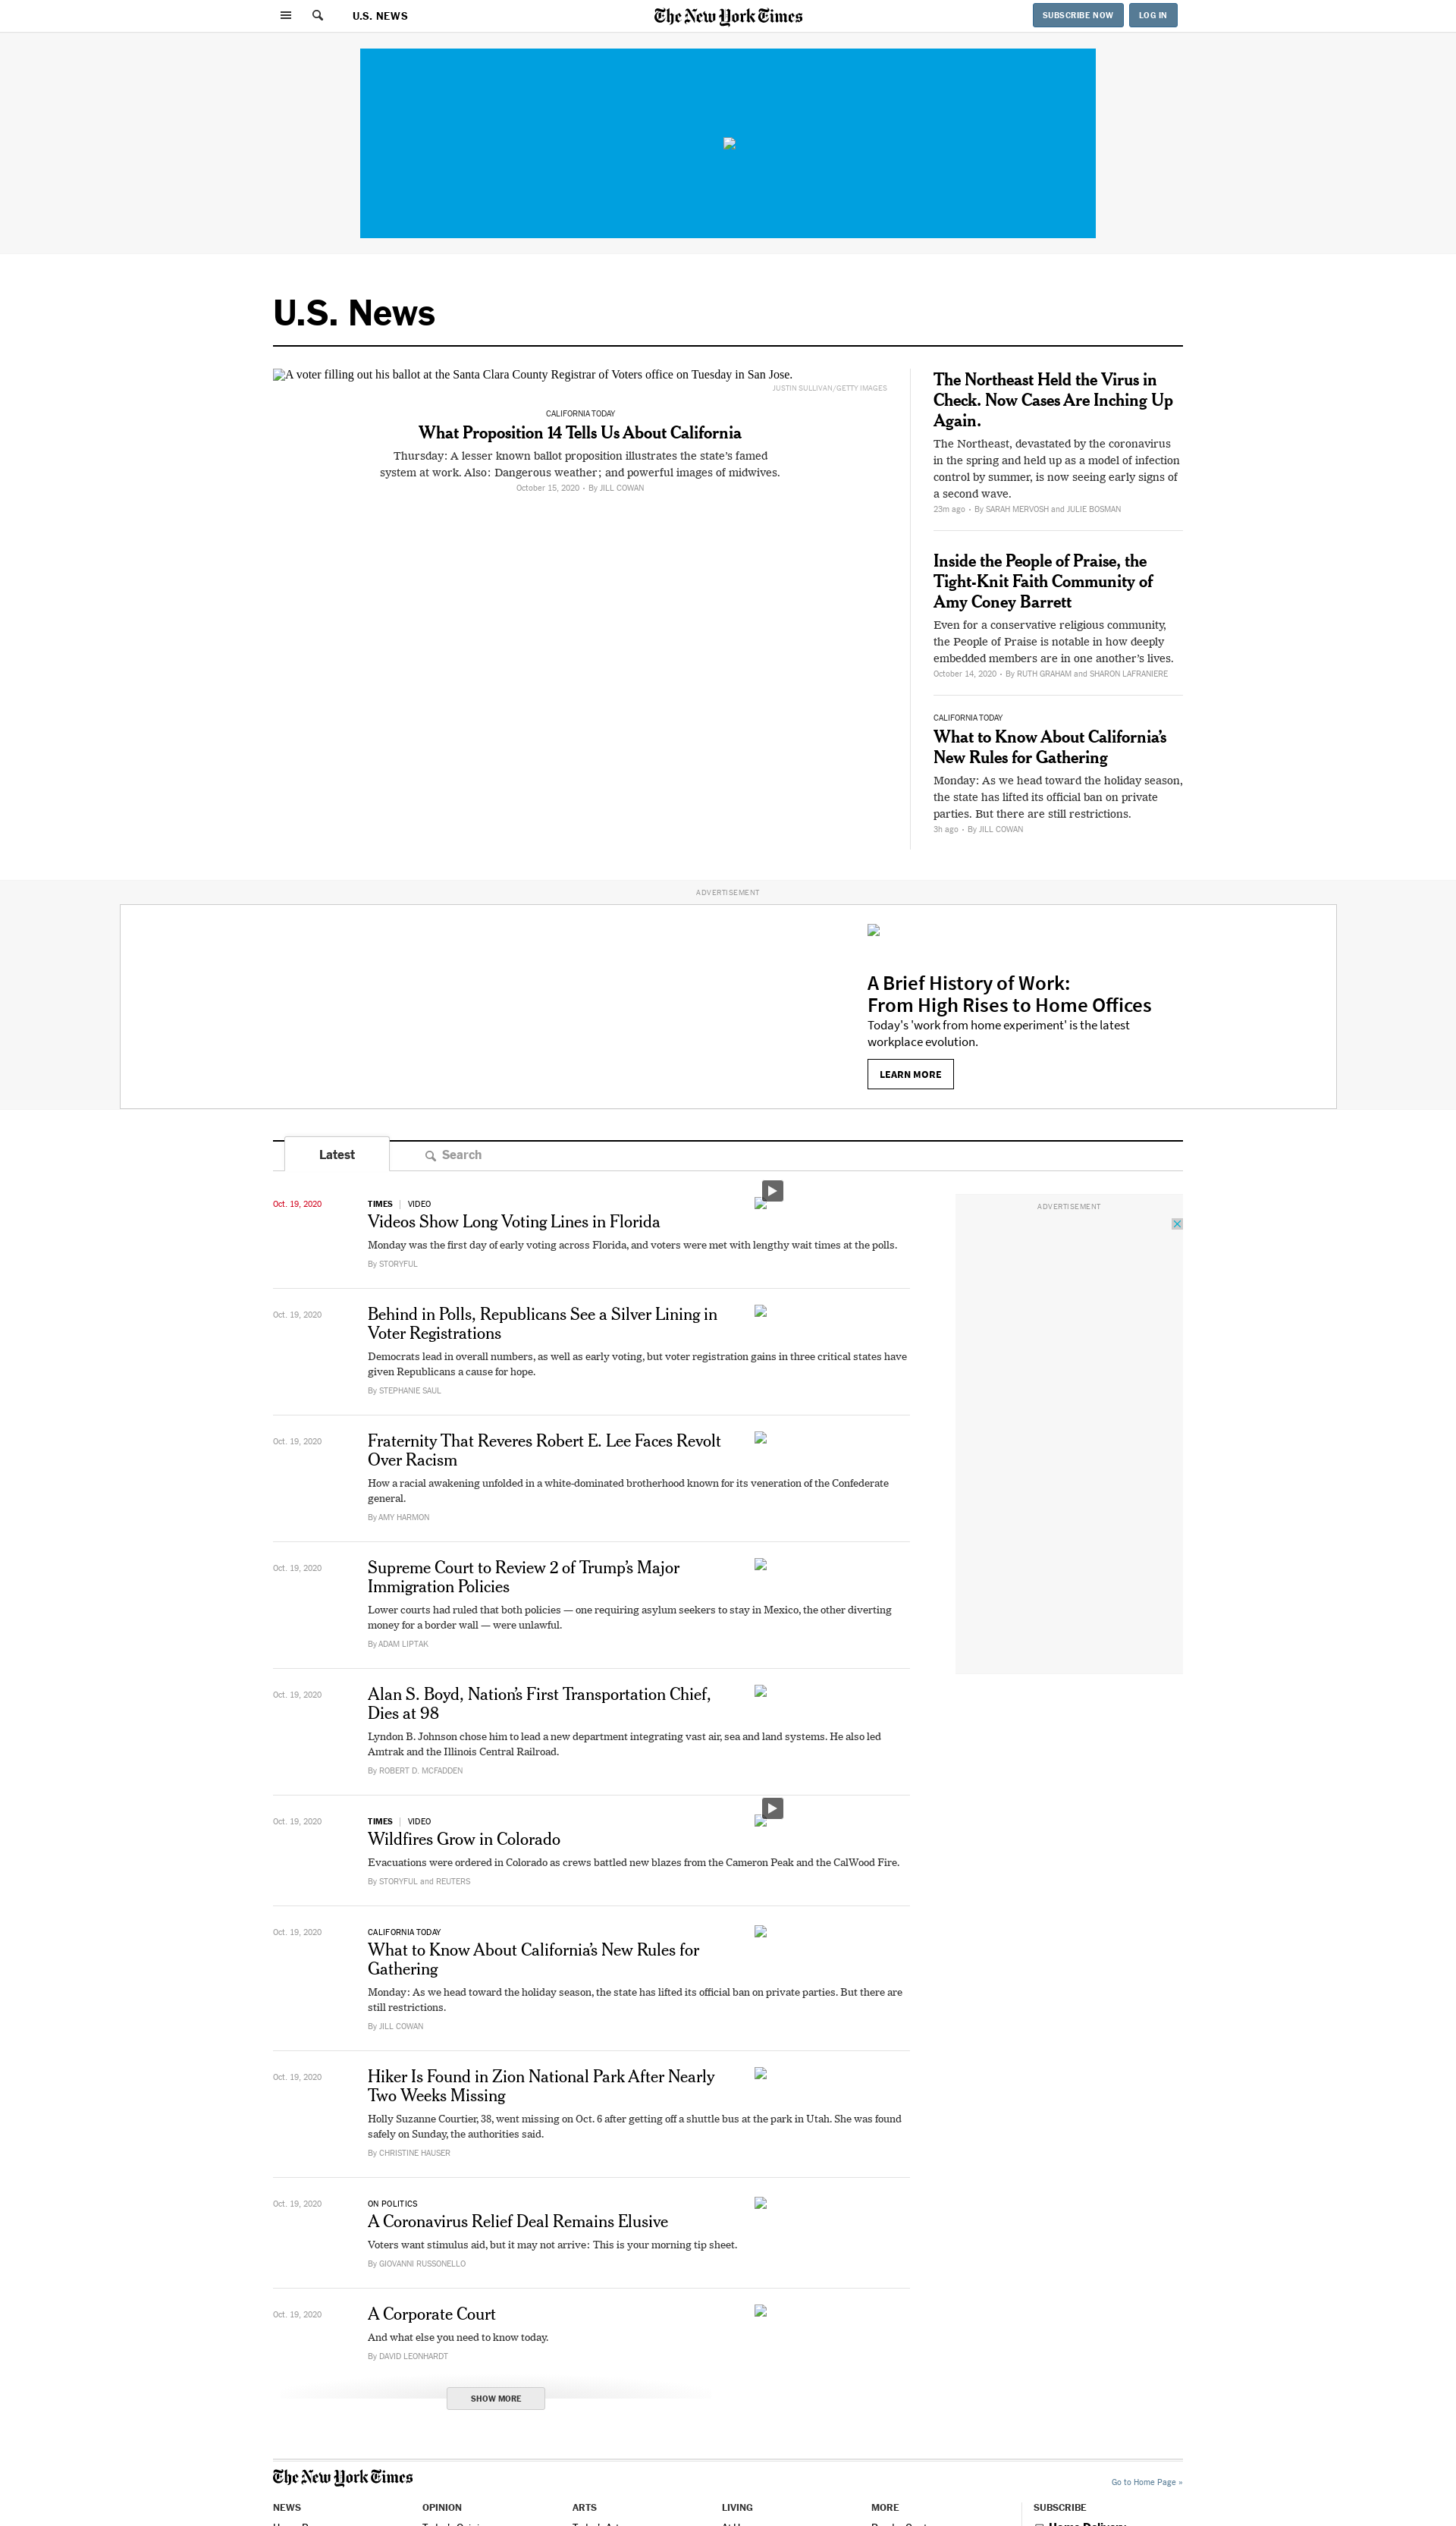 U.S. NEWS
The New York Times
SUBSCRIBE NOW
LOG IN
U.S. News
A voter filling out his ballot at the Santa Clara County Registrar of Voters office on Tuesday in San Jose.
JUSTIN SULLIVAN/GETTY IMAGES
CALIFORNIA TODAY
What Proposition 14 Tells Us About California
Thursday: A lesser known ballot proposition illustrates the state's famed
system at work. Also: Dangerous weather; and powerful images of midwives.
October 15, 2020 • By JILL COWAN
The Northeast Held the Virus in
Check. Now Cases Are Inching Up
Again.
The Northeast, devastated by the coronavirus
in the spring and held up as a model of infection
control by summer, is now seeing early signs of
a second wave.
23m ago • By SARAH MERVOSH and JULIE BOSMAN
Inside the People of Praise, the
Tight-Knit Faith Community of
Amy Coney Barrett
Even for a conservative religious community,
the People of Praise is notable in how deeply
embedded members are in one another's lives.
October 14, 2020 • By RUTH GRAHAM and SHARON LAFRANIERE
CALIFORNIA TODAY
What to Know About California's
New Rules for Gathering
Monday: As we head toward the holiday season,
the state has lifted its official ban on private
parties. But there are still restrictions.
3h ago • By JILL COWAN
ADVERTISEMENT
A Brief History of Work:
From High Rises to Home Offices
Today's 'work from home experiment' is the latest
workplace evolution.
LEARN MORE
Latest
Search
Oct. 19, 2020
TIMES | VIDEO
Videos Show Long Voting Lines in Florida
Monday was the first day of early voting across Florida, and voters were met with lengthy wait times at the polls.
By STORYFUL
ADVERTISEMENT
Oct. 19, 2020
Behind in Polls, Republicans See a Silver Lining in
Voter Registrations
Democrats lead in overall numbers, as well as early voting, but voter registration gains in three critical states have
given Republicans a cause for hope.
By STEPHANIE SAUL
Oct. 19, 2020
Fraternity That Reveres Robert E. Lee Faces Revolt
Over Racism
How a racial awakening unfolded in a white-dominated brotherhood known for its veneration of the Confederate
general.
By AMY HARMON
Oct. 19, 2020
Supreme Court to Review 2 of Trump's Major
Immigration Policies
Lower courts had ruled that both policies — one requiring asylum seekers to stay in Mexico, the other diverting
money for a border wall — were unlawful.
By ADAM LIPTAK
Oct. 19, 2020
Alan S. Boyd, Nation's First Transportation Chief,
Dies at 98
Lyndon B. Johnson chose him to lead a new department integrating vast air, sea and land systems. He also led
Amtrak and the Illinois Central Railroad.
By ROBERT D. MCFADDEN
Oct. 19, 2020
TIMES | VIDEO
Wildfires Grow in Colorado
Evacuations were ordered in Colorado as crews battled new blazes from the Cameron Peak and the CalWood Fire.
By STORYFUL and REUTERS
Oct. 19, 2020
CALIFORNIA TODAY
What to Know About California's New Rules for
Gathering
Monday: As we head toward the holiday season, the state has lifted its official ban on private parties. But there are
still restrictions.
By JILL COWAN
Oct. 19, 2020
Hiker Is Found in Zion National Park After Nearly
Two Weeks Missing
Holly Suzanne Courtier, 38, went missing on Oct. 6 after getting off a shuttle bus at the park in Utah. She was found
safely on Sunday, the authorities said.
By CHRISTINE HAUSER
Oct. 19, 2020
ON POLITICS
A Coronavirus Relief Deal Remains Elusive
Voters want stimulus aid, but it may not arrive: This is your morning tip sheet.
By GIOVANNI RUSSONELLO
Oct. 19, 2020
A Corporate Court
And what else you need to know today.
By DAVID LEONHARDT
SHOW MORE
The New York Times
Go to Home Page »
NEWS
OPINION
ARTS
LIVING
MORE
SUBSCRIBE